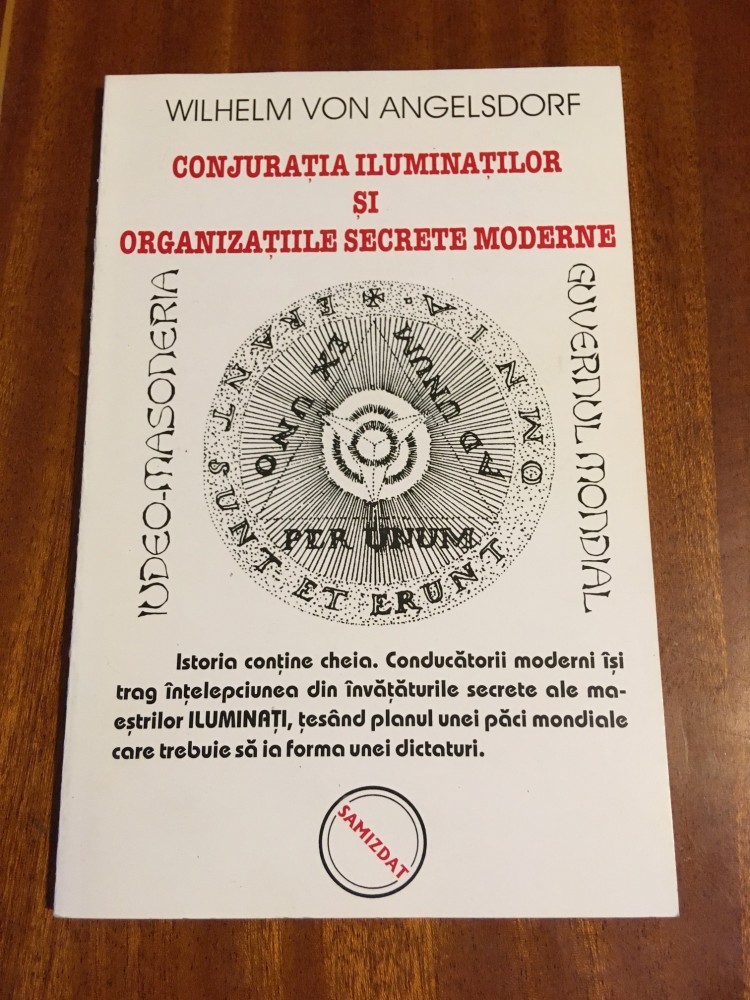 WILHELM VON ANGELSDORF
CONJURAȚIA ILUMINAȚILOR
ȘI
ORGANIZAȚIILE SECRETE MODERNE
IUDEO-MASONERIA
✠ ERANT SUNT ET ERUNT OMNIA ·
EX UNO
PER UNUM
AD UNUM
GUVERNUL MONDIAL
Istoria conține cheia. Conducătorii moderni își
trag înțelepciunea din învățăturile secrete ale ma-
eștrilor ILUMINAȚI, țesând planul unei păci mondiale
care trebuie să ia forma unei dictaturi.
SAMIZDAT